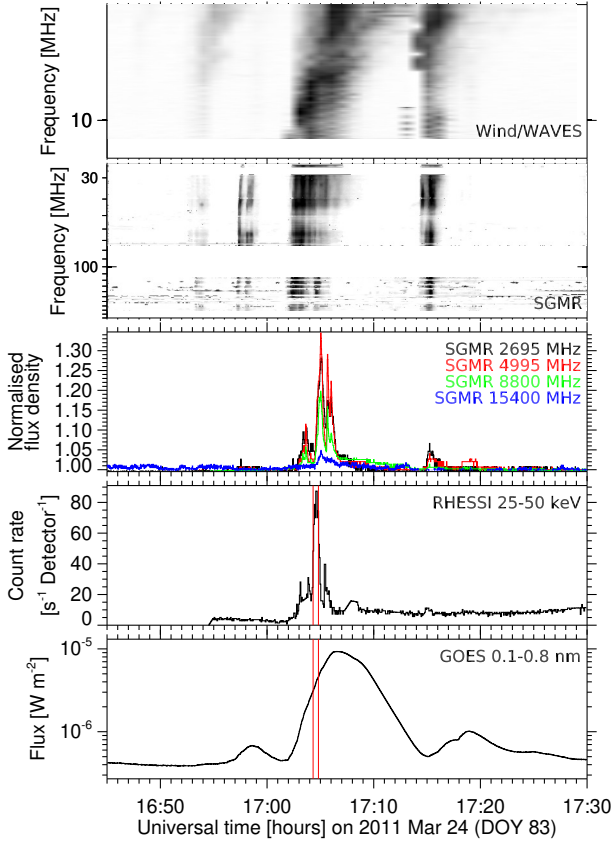 Frequency [MHz]
10
Wind/WAVES
Frequency [MHz]
30
100
SGMR
Normalised
flux density
1.30
1.25
1.20
1.15
1.10
1.05
1.00
SGMR 2695 MHz
SGMR 4995 MHz
SGMR 8800 MHz
SGMR 15400 MHz
Count rate
[s⁻¹ Detector⁻¹]
80
60
40
20
0
RHESSI 25-50 keV
Flux [W m⁻²]
10⁻⁵
10⁻⁶
GOES 0.1-0.8 nm
16:50 17:00 17:10 17:20 17:30
Universal time [hours] on 2011 Mar 24 (DOY 83)